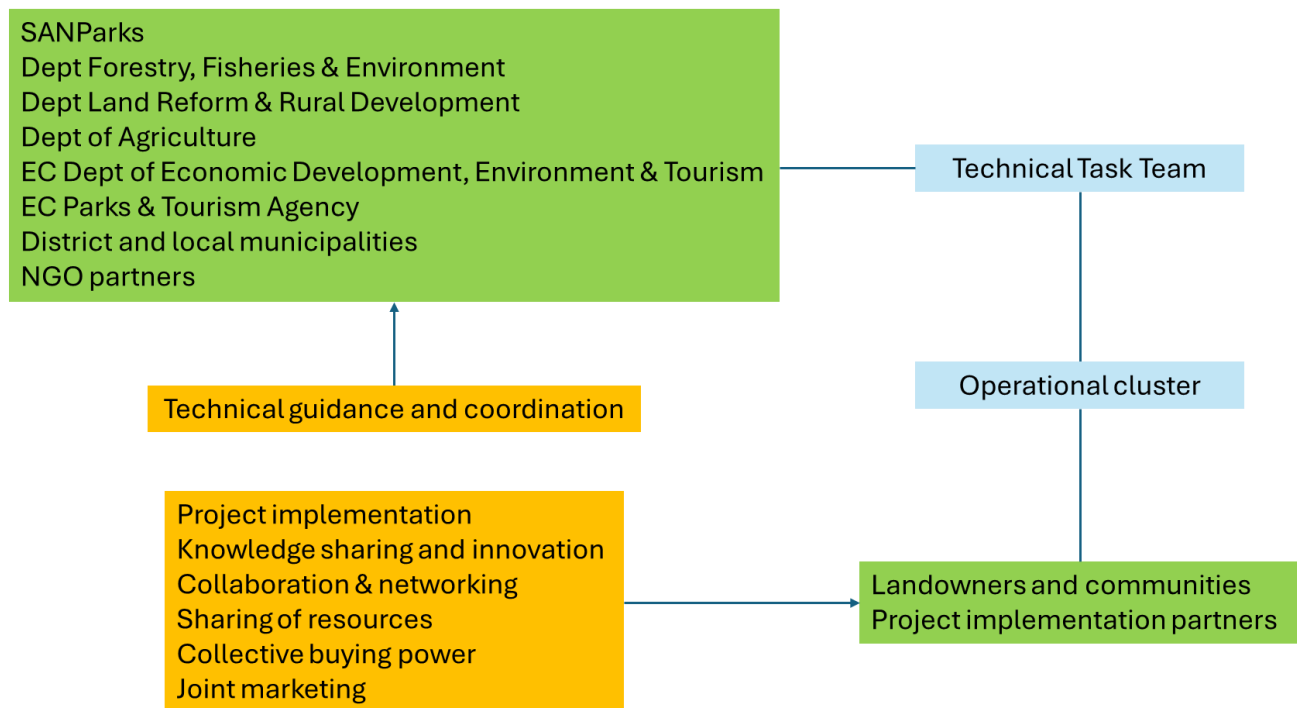 SANParks
Dept Forestry, Fisheries & Environment
Dept Land Reform & Rural Development
Dept of Agriculture
EC Dept of Economic Development, Environment & Tourism
EC Parks & Tourism Agency
District and local municipalities
NGO partners
Technical Task Team
Operational cluster
Technical guidance and coordination
Project implementation
Knowledge sharing and innovation
Collaboration & networking
Sharing of resources
Collective buying power
Joint marketing
Landowners and communities
Project implementation partners